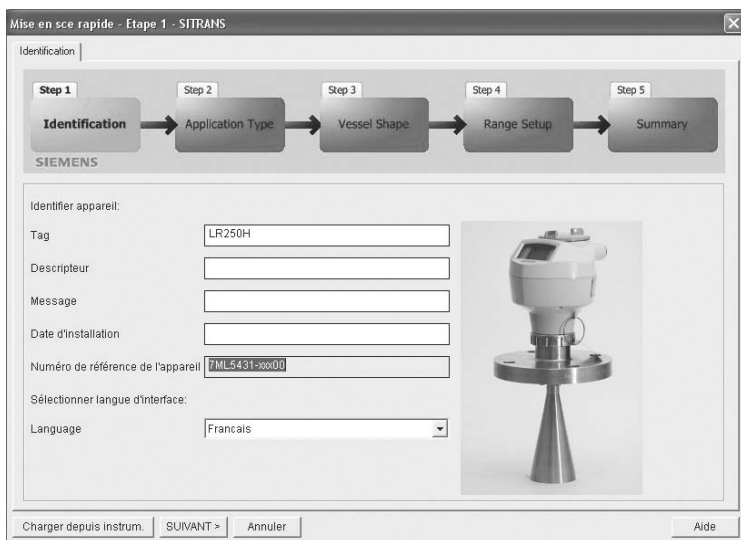 Mise en sce rapide - Etape 1 - SITRANS
Identification
Step 1
Step 2
Step 3
Step 4
Step 5
Identification
Application Type
Vessel Shape
Range Setup
Summary
SIEMENS
Identifier appareil:
Tag LR250H
Descripteur
Message
Date d'installation
Numéro de référence de l'appareil 7ML5431-xxx00
Sélectionner langue d'interface:
Language Francais
Charger depuis instrum. SUIVANT > Annuler Aide